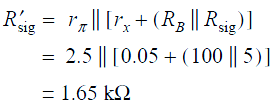 R′sig = rπ ∥ [rx + (RB ∥ Rsig)]
= 2.5 ∥ [0.05 + (100 ∥ 5)]
= 1.65 kΩ